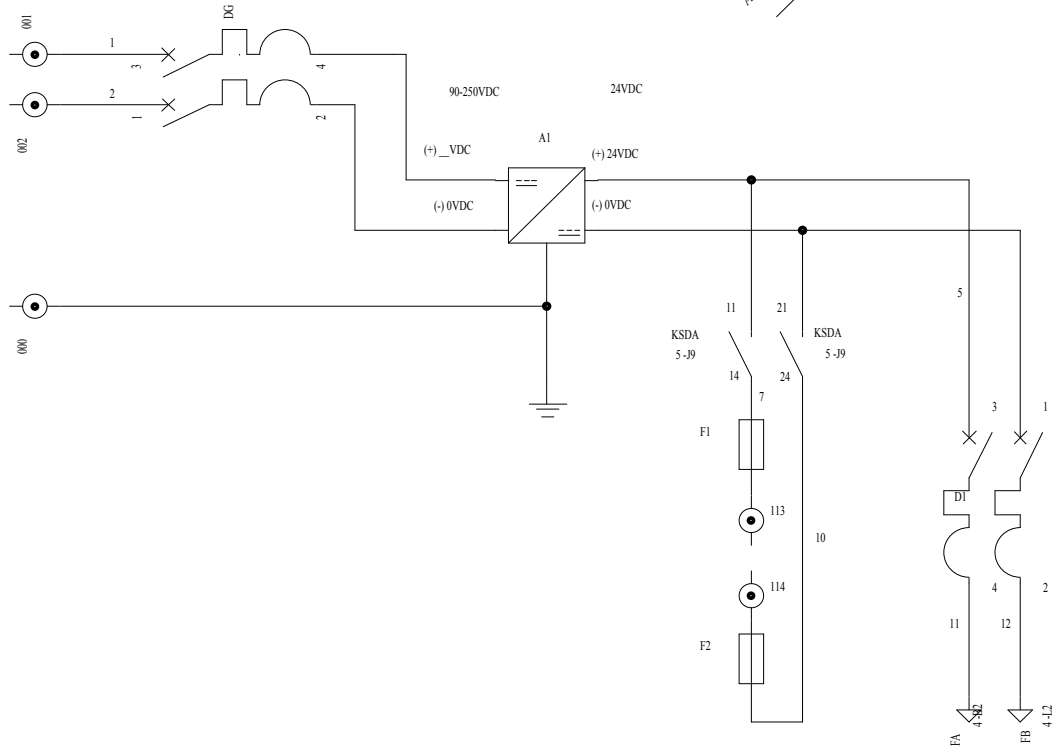 001
1
3
DG
4
002
2
1
2
90-250VDC
24VDC
A1
(+) __VDC
(+) 24VDC
(-) 0VDC
(-) 0VDC
000
5
11
21
KSDA
5 -J9
KSDA
5 -J9
14
24
7
F1
3
1
D1
113
10
114
4
2
F2
11
12
FA
FB
4 -L2